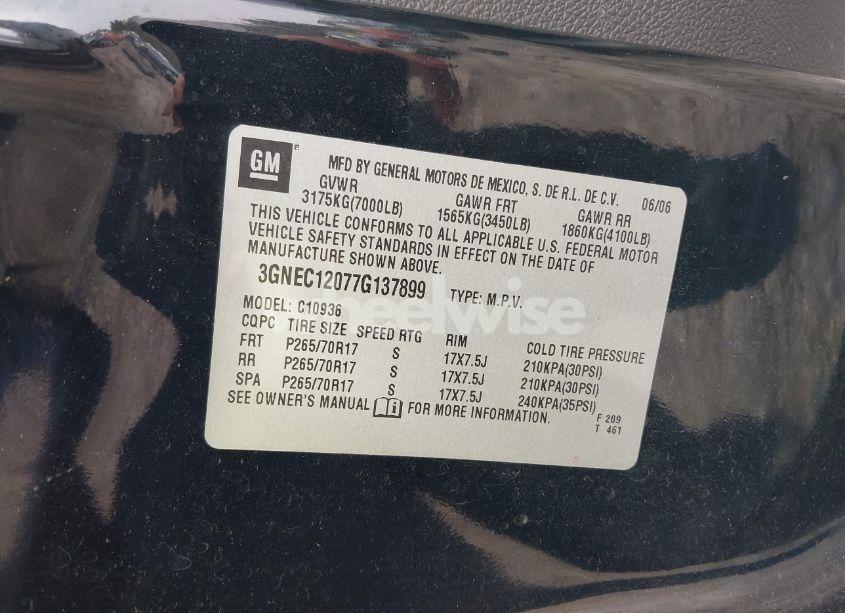 GM
MFD BY GENERAL MOTORS DE MEXICO, S. DE R.L. DE C.V. 06/06
GVWR GAWR FRT GAWR RR
3175KG(7000LB) 1565KG(3450LB) 1860KG(4100LB)
THIS VEHICLE CONFORMS TO ALL APPLICABLE U.S. FEDERAL MOTOR
VEHICLE SAFETY STANDARDS IN EFFECT ON THE DATE OF
MANUFACTURE SHOWN ABOVE.
3GNEC12077G137899 TYPE: M.P.V.
MODEL: C10936
CQPC TIRE SIZE SPEED RTG RIM COLD TIRE PRESSURE
FRT P265/70R17 S 17X7.5J 210KPA(30PSI)
RR P265/70R17 S 17X7.5J 210KPA(30PSI)
SPA P265/70R17 S 17X7.5J 240KPA(35PSI)
SEE OWNER'S MANUAL FOR MORE INFORMATION.
F 209
T 461